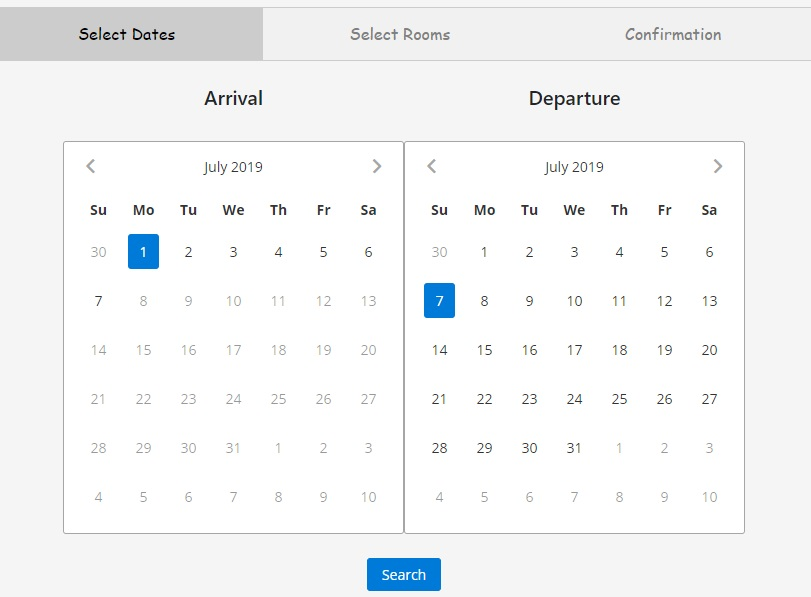 Select Dates Select Rooms Confirmation
Arrival
July 2019
Su Mo Tu We Th Fr Sa
30 1 2 3 4 5 6
7 8 9 10 11 12 13
14 15 16 17 18 19 20
21 22 23 24 25 26 27
28 29 30 31 1 2 3
4 5 6 7 8 9 10
Departure
July 2019
Su Mo Tu We Th Fr Sa
30 1 2 3 4 5 6
7 8 9 10 11 12 13
14 15 16 17 18 19 20
21 22 23 24 25 26 27
28 29 30 31 1 2 3
4 5 6 7 8 9 10
Search